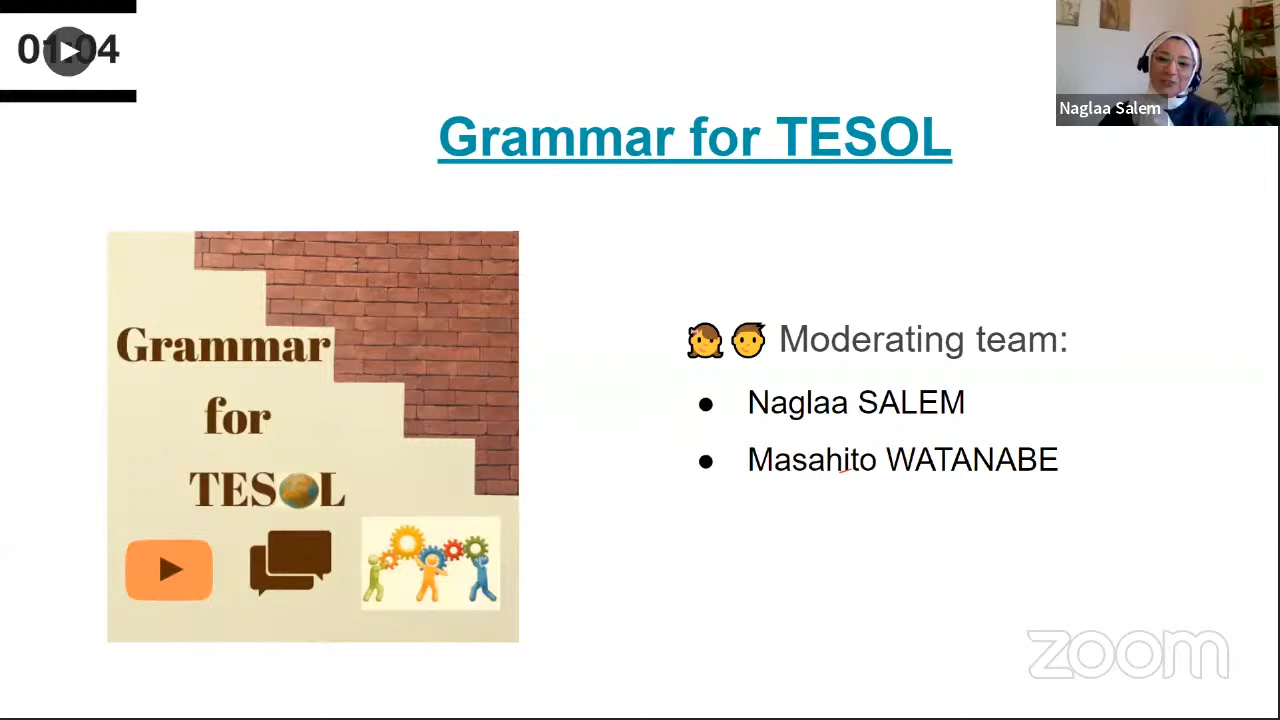 01:04
Naglaa Salem
Grammar for TESOL
Grammar
for
TESOL
Moderating team:
● Naglaa SALEM
● Masahito WATANABE
zoom